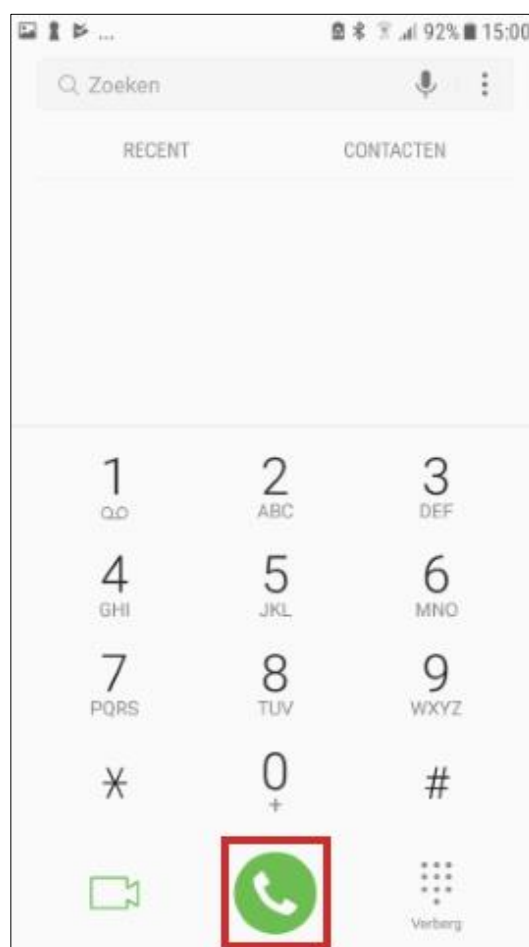 ... 92% 15:00
Zoeken
RECENT CONTACTEN
1 2 3
ABC DEF
4 5 6
GHI JKL MNO
7 8 9
PQRS TUV WXYZ
* 0 #
+
Verberg